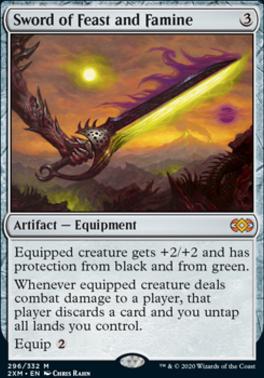 Sword of Feast and Famine 3
Artifact — Equipment
Equipped creature gets +2/+2 and has
protection from black and from green.
Whenever equipped creature deals
combat damage to a player, that
player discards a card and you untap
all lands you control.
Equip 2
296/332 M
2XM • EN Chris Rahn
™ & © 2020 Wizards of the Coast